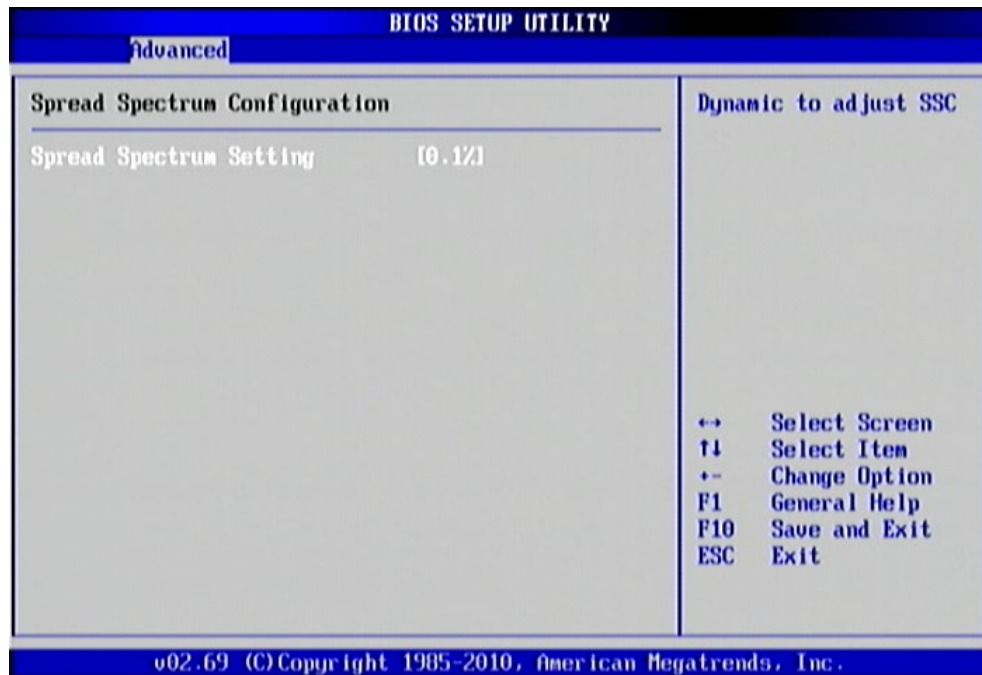 BIOS SETUP UTILITY
Advanced
Spread Spectrum Configuration
Spread Spectrum Setting [0.1%]
Dynamic to adjust SSC
←→ Select Screen
↑↓ Select Item
+- Change Option
F1 General Help
F10 Save and Exit
ESC Exit
v02.69 (C)Copyright 1985-2010, American Megatrends, Inc.